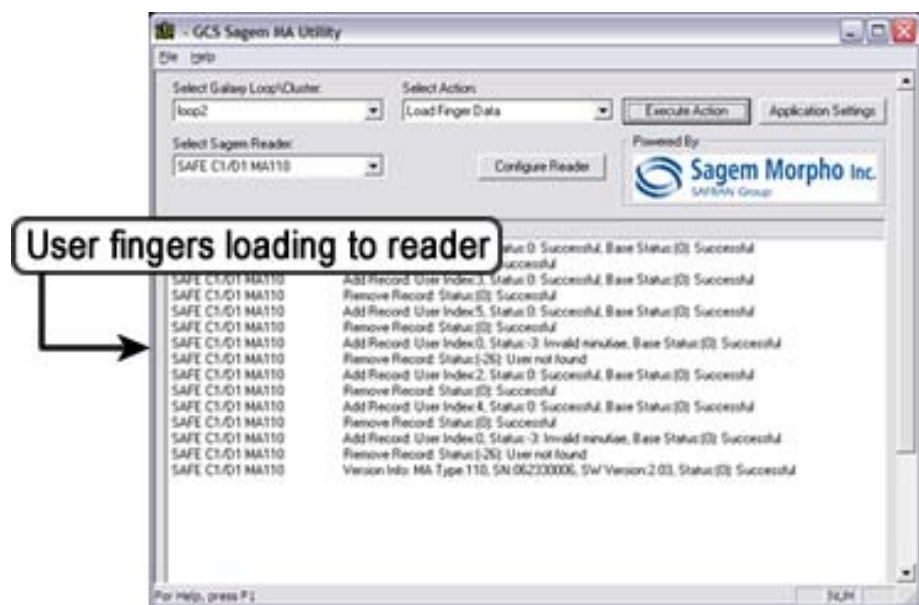 - GCS Sagem MA Utility
File Help
Select Galaxy Loop\Cluster: Select Action:
loop2 Load Finger Data Execute Action Application Settings
Select Sagem Reader: Powered By
SAFE C1/D1 MA110 Configure Reader Sagem Morpho Inc.
SAFRAN Group
User fingers loading to reader
atus:0: Successful, Base Status:(0): Successful
uccessful
SAFE C1/D1 MA110 Add Record: User Index:3, Status:0: Successful, Base Status:(0): Successful
SAFE C1/D1 MA110 Remove Record: Status:(0): Successful
SAFE C1/D1 MA110 Add Record: User Index:5, Status:0: Successful, Base Status:(0): Successful
SAFE C1/D1 MA110 Remove Record: Status:(0): Successful
SAFE C1/D1 MA110 Add Record: User Index:0, Status:-3: Invalid minutiae, Base Status:(0): Successful
SAFE C1/D1 MA110 Remove Record: Status:(-26): User not found
SAFE C1/D1 MA110 Add Record: User Index:2, Status:0: Successful, Base Status:(0): Successful
SAFE C1/D1 MA110 Remove Record: Status:(0): Successful
SAFE C1/D1 MA110 Add Record: User Index:4, Status:0: Successful, Base Status:(0): Successful
SAFE C1/D1 MA110 Remove Record: Status:(0): Successful
SAFE C1/D1 MA110 Add Record: User Index:0, Status:-3: Invalid minutiae, Base Status:(0): Successful
SAFE C1/D1 MA110 Remove Record: Status:(-26): User not found
SAFE C1/D1 MA110 Version Info: MA Type:110, SN:062330006, SW Version:2.03, Status:(0): Successful
For Help, press F1 NUM